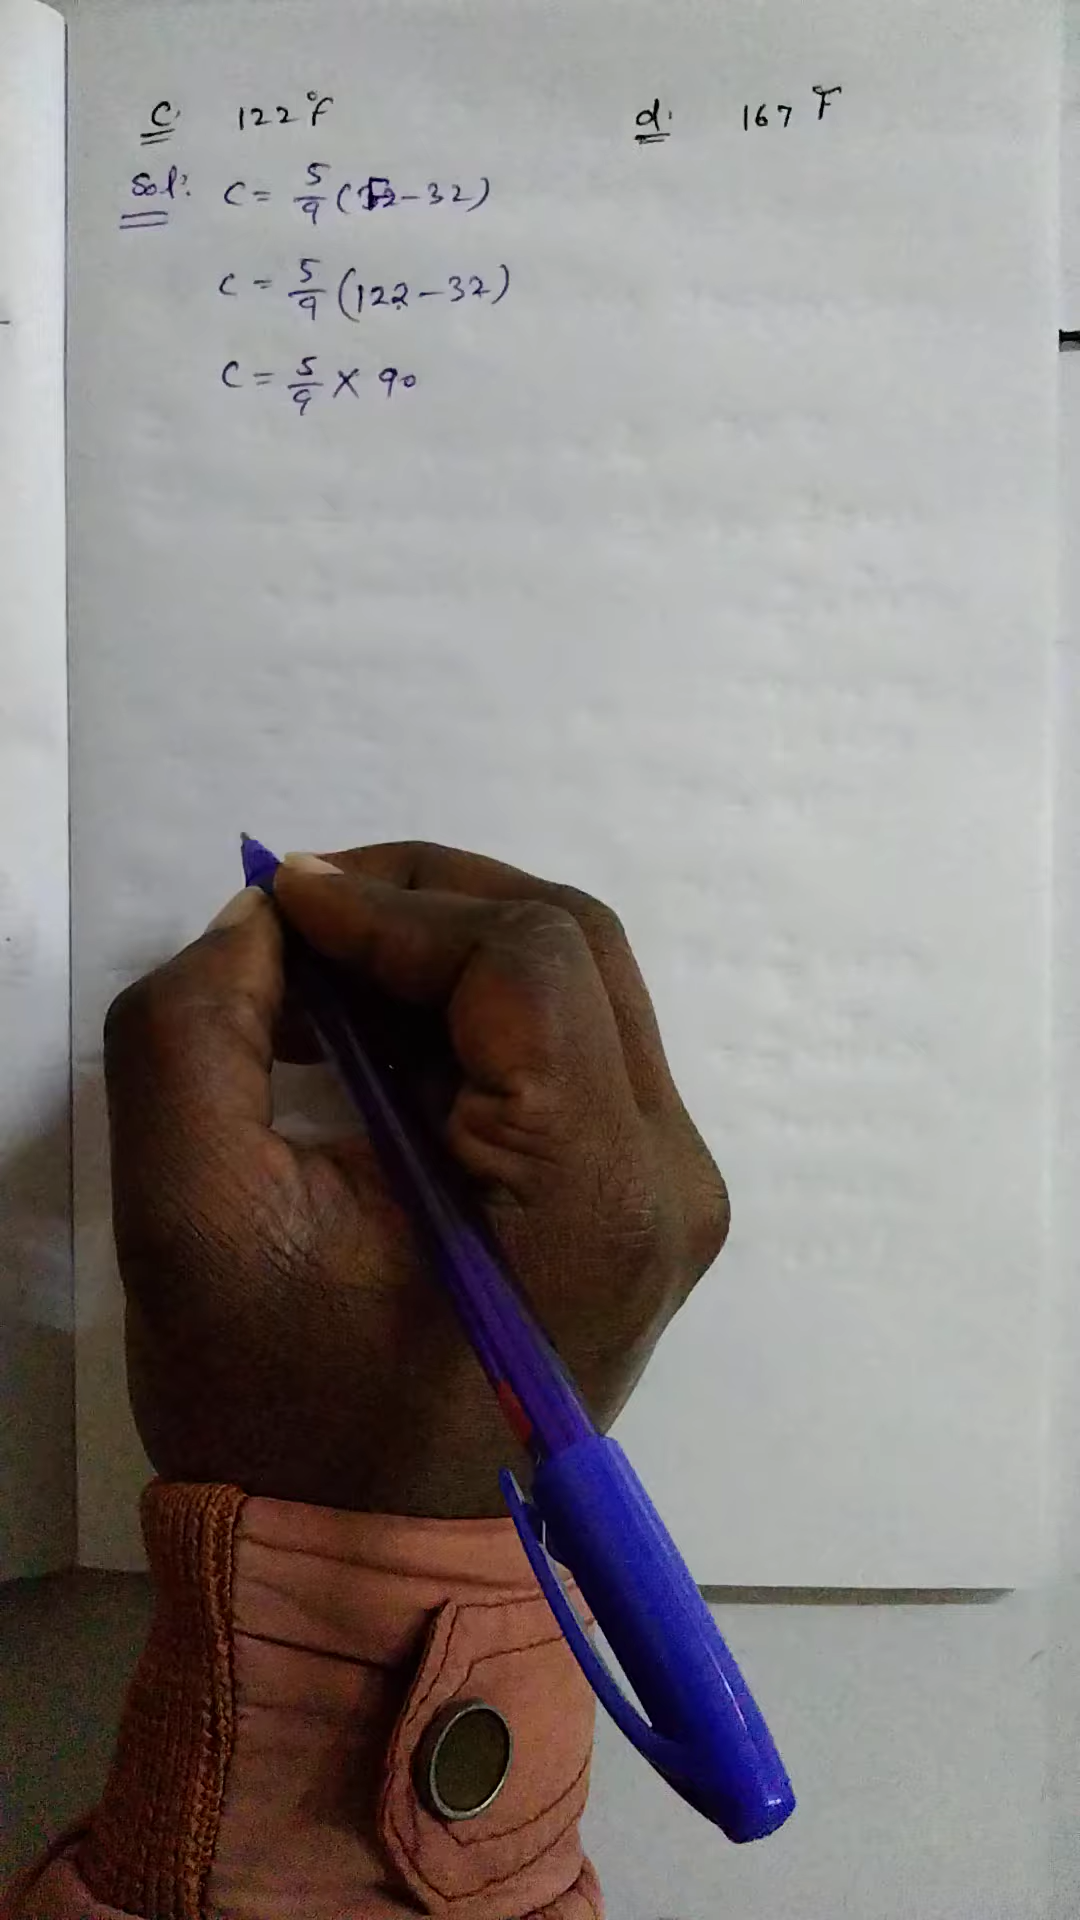 c. 122°F
d. 167°F
Sol: C = 5/9 (F - 32)
C = 5/9 (122 - 32)
C = 5/9 × 90